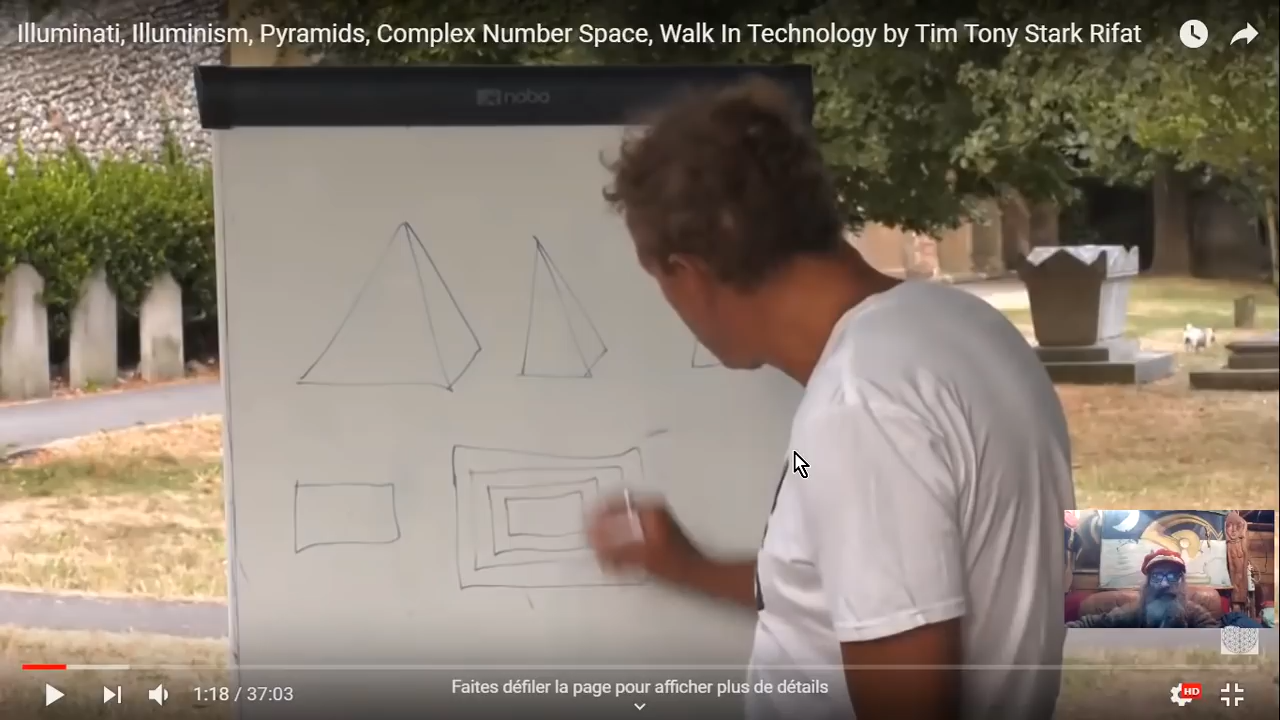 Illuminati, Illuminism, Pyramids, Complex Number Space, Walk In Technology by Tim Tony Stark Rifat
nobo
1:18 / 37:03
Faites défiler la page pour afficher plus de détails
HD